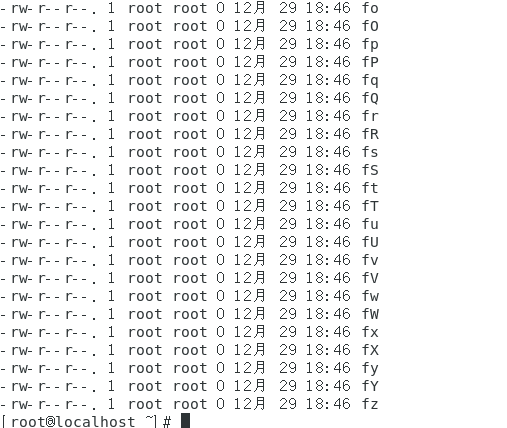 -rw-r--r--. 1 root root 0 12月 29 18:46 fo
-rw-r--r--. 1 root root 0 12月 29 18:46 fO
-rw-r--r--. 1 root root 0 12月 29 18:46 fp
-rw-r--r--. 1 root root 0 12月 29 18:46 fP
-rw-r--r--. 1 root root 0 12月 29 18:46 fq
-rw-r--r--. 1 root root 0 12月 29 18:46 fQ
-rw-r--r--. 1 root root 0 12月 29 18:46 fr
-rw-r--r--. 1 root root 0 12月 29 18:46 fR
-rw-r--r--. 1 root root 0 12月 29 18:46 fs
-rw-r--r--. 1 root root 0 12月 29 18:46 fS
-rw-r--r--. 1 root root 0 12月 29 18:46 ft
-rw-r--r--. 1 root root 0 12月 29 18:46 fT
-rw-r--r--. 1 root root 0 12月 29 18:46 fu
-rw-r--r--. 1 root root 0 12月 29 18:46 fU
-rw-r--r--. 1 root root 0 12月 29 18:46 fv
-rw-r--r--. 1 root root 0 12月 29 18:46 fV
-rw-r--r--. 1 root root 0 12月 29 18:46 fw
-rw-r--r--. 1 root root 0 12月 29 18:46 fW
-rw-r--r--. 1 root root 0 12月 29 18:46 fx
-rw-r--r--. 1 root root 0 12月 29 18:46 fX
-rw-r--r--. 1 root root 0 12月 29 18:46 fy
-rw-r--r--. 1 root root 0 12月 29 18:46 fY
-rw-r--r--. 1 root root 0 12月 29 18:46 fz
[root@localhost ~]#